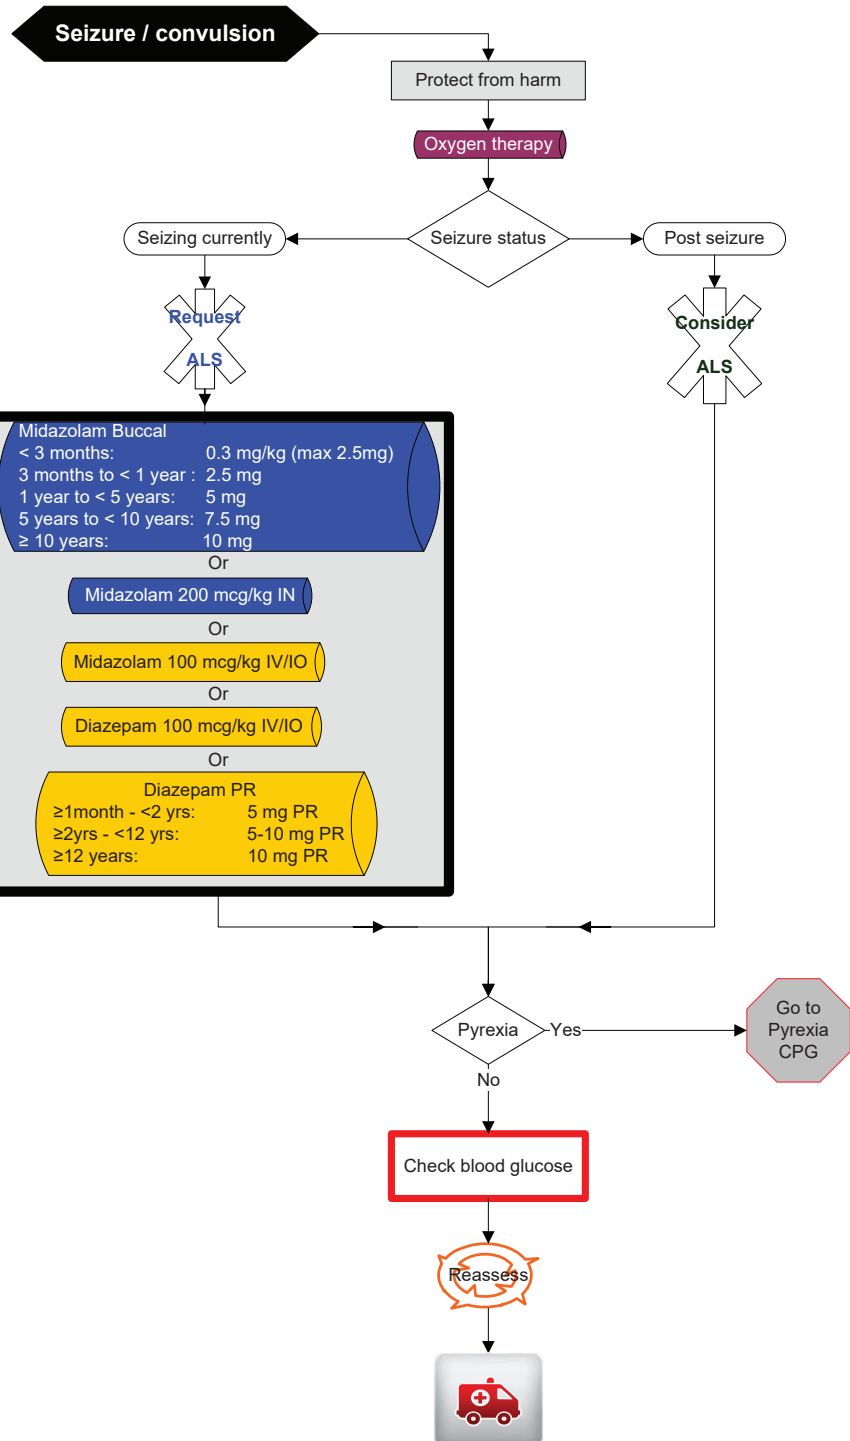 Seizure / convulsion
Protect from harm
Oxygen therapy
Seizure status
Seizing currently
Post seizure
Request
ALS
Consider
ALS
Midazolam Buccal
< 3 months: 0.3 mg/kg (max 2.5mg)
3 months to < 1 year : 2.5 mg
1 year to < 5 years: 5 mg
5 years to < 10 years: 7.5 mg
≥ 10 years: 10 mg
Or
Midazolam 200 mcg/kg IN
Or
Midazolam 100 mcg/kg IV/IO
Or
Diazepam 100 mcg/kg IV/IO
Or
Diazepam PR
≥1month - <2 yrs: 5 mg PR
≥2yrs - <12 yrs: 5-10 mg PR
≥12 years: 10 mg PR
Pyrexia
Yes
Go to
Pyrexia
CPG
No
Check blood glucose
Reassess